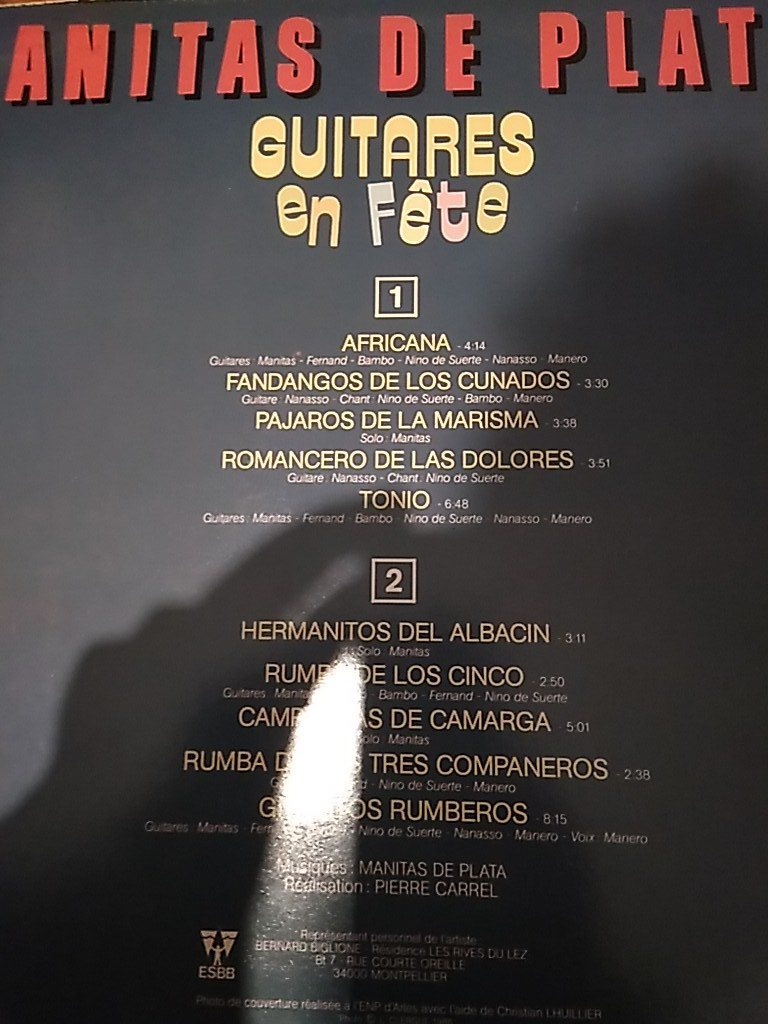 ANITAS DE PLAT
GUITARES
en Fête
1
AFRICANA - 4:14
Guitares : Manitas - Fernand - Bambo - Nino de Suerte - Nanasso - Manero
FANDANGOS DE LOS CUNADOS - 3:30
Guitare : Nanasso - Chant : Nino de Suerte - Bambo - Manero
PAJAROS DE LA MARISMA - 3:38
Solo : Manitas
ROMANCERO DE LAS DOLORES - 3:51
Guitare : Nanasso - Chant : Nino de Suerte
TONIO - 6:48
Guitares : Manitas - Fernand - Bambo - Nino de Suerte - Nanasso - Manero
2
HERMANITOS DEL ALBACIN - 3:11
Solo : Manitas
DE LOS CINCO - 2:50
Guitares : - Bambo - Fernand - Nino de Suerte
DE CAMARGA - 5:01
Solo : Manitas
RUMBA TRES COMPANEROS - 2:38
- Nino de Suerte - Manero
RUMBEROS - 8:15
Guitares : Manitas - Nino de Suerte - Nanasso - Manero - Voix : Manero
Musiques : MANITAS DE PLATA
Réalisation : PIERRE CARREL
ESBB
Représentant personnel de l'artiste
BERNARD BIGLIONE - Résidence LES RIVES DU LEZ
Bt 7 - RUE COURTE OREILLE
34000 MONTPELLIER
Photo de couverture réalisée à l'ENP d'Arles avec l'aide de Christian LHUILLIER